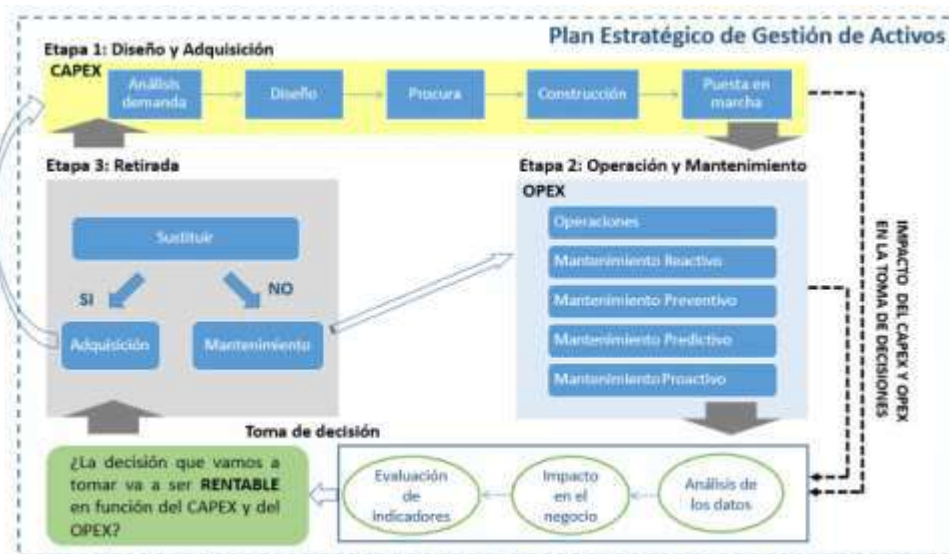 Plan Estratégico de Gestión de Activos
Etapa 1: Diseño y Adquisición
CAPEX
Análisis
demanda
Diseño
Procura
Construcción
Puesta en
marcha
Etapa 3: Retirada
Sustituir
SI
NO
Adquisición
Mantenimiento
Etapa 2: Operación y Mantenimiento
OPEX
Operaciones
Mantenimiento Reactivo
Mantenimiento Preventivo
Mantenimiento Predictivo
Mantenimiento Proactivo
IMPACTO DEL CAPEX Y OPEX
EN LA TOMA DE DECISIONES
Toma de decisión
¿La decisión que vamos a
tomar va a ser RENTABLE
en función del CAPEX y del
OPEX?
Evaluación
de
indicadores
Impacto
en el
negocio
Análisis de
los datos